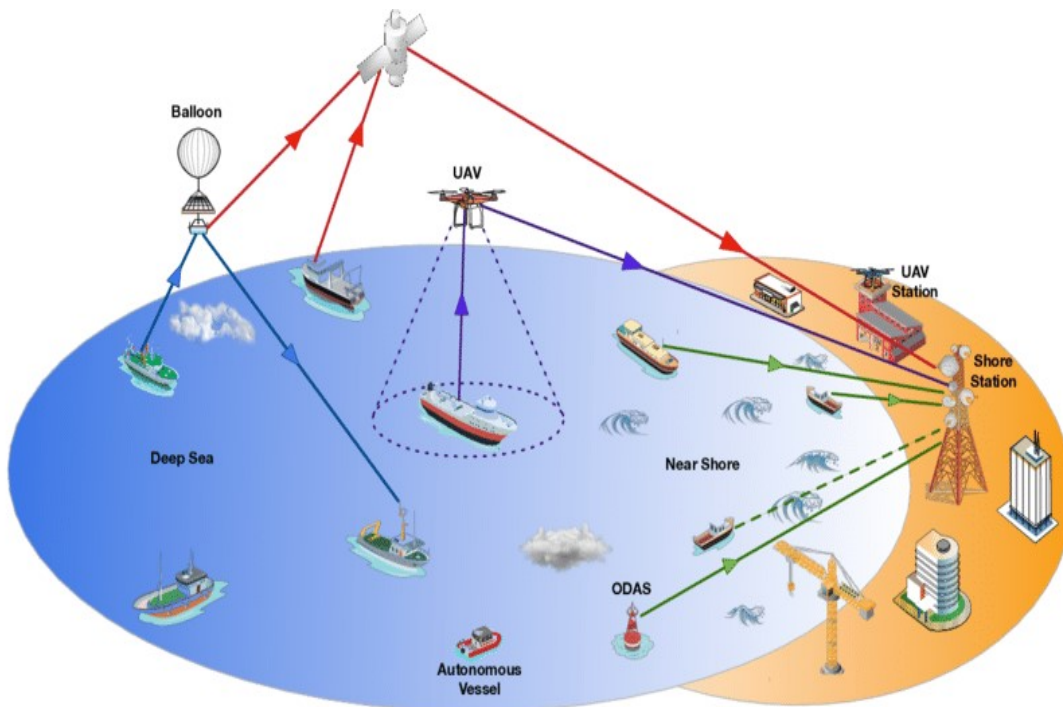 Balloon
UAV
UAV
Station
Shore
Station
Deep Sea
Near Shore
ODAS
Autonomous
Vessel